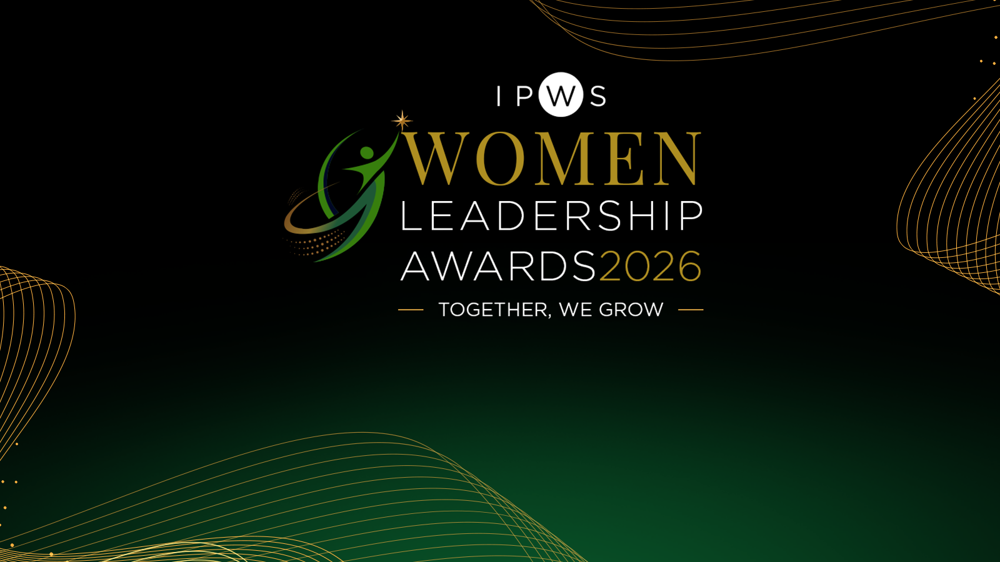 IPWS
WOMEN
LEADERSHIP
AWARDS2026
TOGETHER, WE GROW